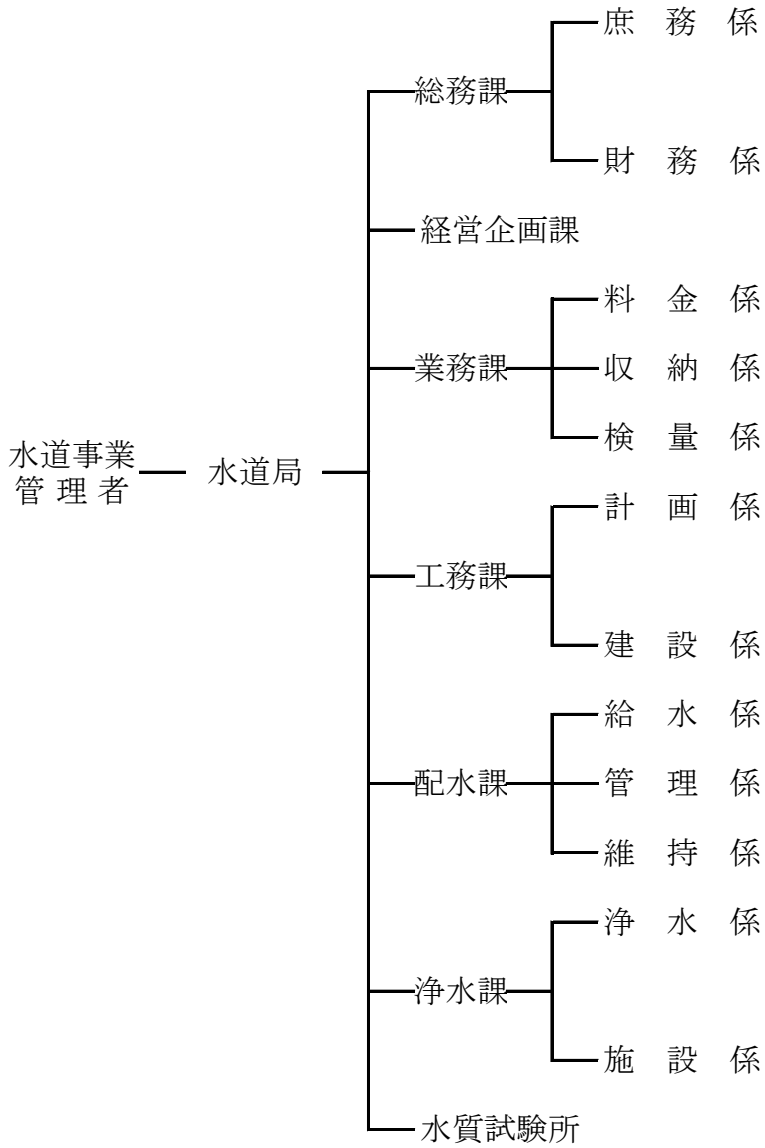 水道事業
管理者
水道局
総務課
庶務係
財務係
経営企画課
業務課
料金係
収納係
検量係
工務課
計画係
建設係
配水課
給水係
管理係
維持係
浄水課
浄水係
施設係
水質試験所